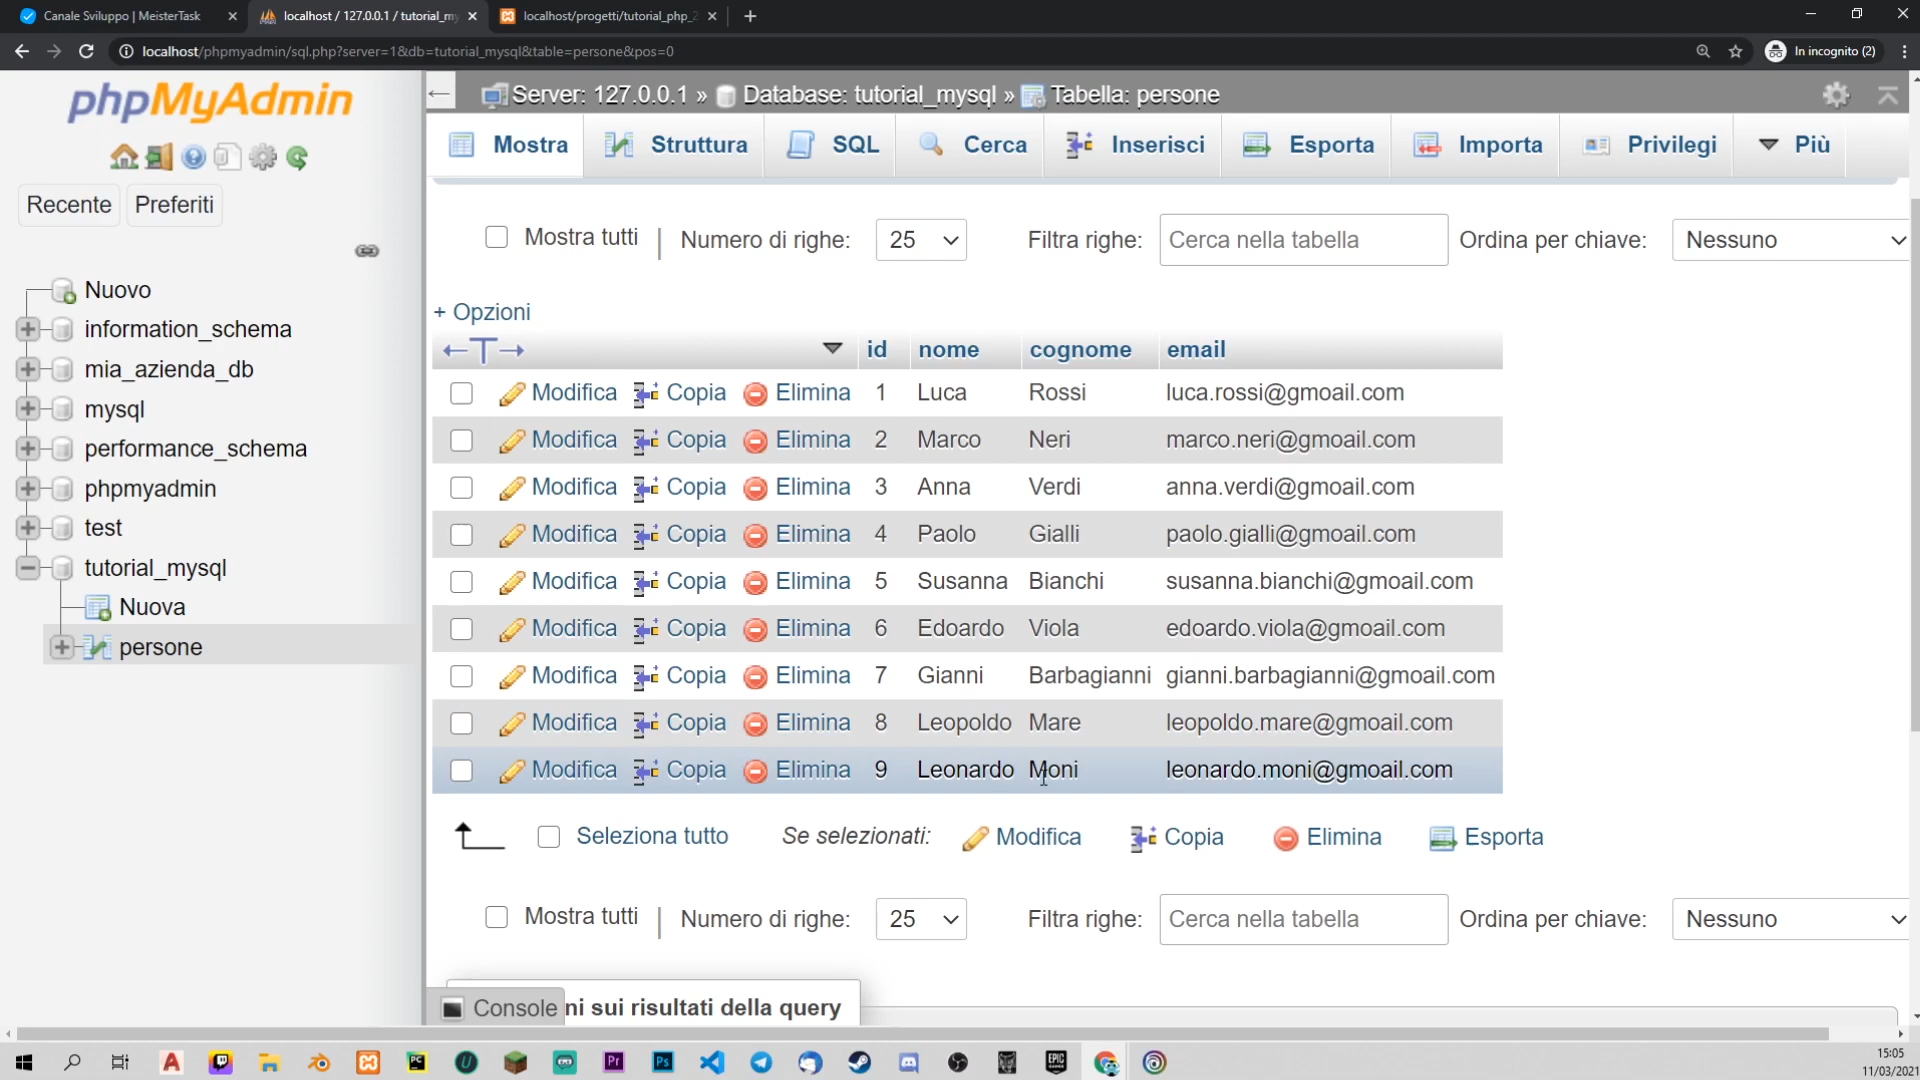 Canale Sviluppo | MeisterTask
localhost / 127.0.0.1 / tutorial_my
localhost/progetti/tutorial_php_2
localhost/phpmyadmin/sql.php?server=1&db=tutorial_mysql&table=persone&pos=0
In incognito (2)
phpMyAdmin
Recente
Preferiti
Nuovo
information_schema
mia_azienda_db
mysql
performance_schema
phpmyadmin
test
tutorial_mysql
Nuova
persone
Server: 127.0.0.1 » Database: tutorial_mysql » Tabella: persone
Mostra Struttura SQL Cerca Inserisci Esporta Importa Privilegi Più
Mostra tutti | Numero di righe: 25 Filtra righe: Cerca nella tabella Ordina per chiave: Nessuno
+ Opzioni
←T→ id nome cognome email
Modifica Copia Elimina 1 Luca Rossi luca.rossi@gmoail.com
Modifica Copia Elimina 2 Marco Neri marco.neri@gmoail.com
Modifica Copia Elimina 3 Anna Verdi anna.verdi@gmoail.com
Modifica Copia Elimina 4 Paolo Gialli paolo.gialli@gmoail.com
Modifica Copia Elimina 5 Susanna Bianchi susanna.bianchi@gmoail.com
Modifica Copia Elimina 6 Edoardo Viola edoardo.viola@gmoail.com
Modifica Copia Elimina 7 Gianni Barbagianni gianni.barbagianni@gmoail.com
Modifica Copia Elimina 8 Leopoldo Mare leopoldo.mare@gmoail.com
Modifica Copia Elimina 9 Leonardo Moni leonardo.moni@gmoail.com
Seleziona tutto Se selezionati: Modifica Copia Elimina Esporta
Mostra tutti | Numero di righe: 25 Filtra righe: Cerca nella tabella Ordina per chiave: Nessuno
Console ni sui risultati della query
15:05
11/03/2021